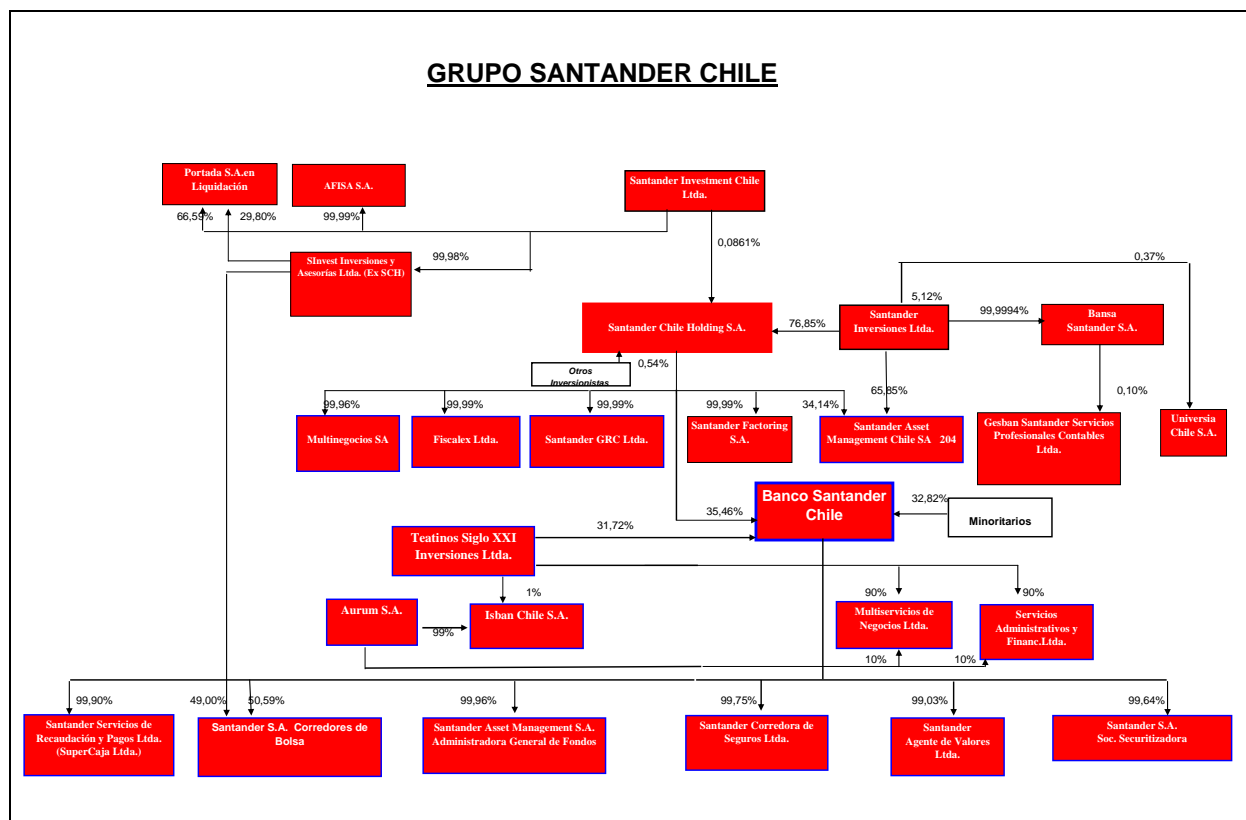 GRUPO SANTANDER CHILE
Portada S.A.en
Liquidación
AFISA S.A.
Santander Investment Chile
Ltda.
66,59%
29,80%
99,99%
0,0861%
SInvest Inversiones y
Asesorías Ltda. (Ex SCH)
99,98%
0,37%
5,12%
Santander Chile Holding S.A.
76,85%
Santander
Inversiones Ltda.
99,9994%
Bansa
Santander S.A.
Otros
Inversionistas
0,54%
65,85%
0,10%
99,96%
99,99%
99,99%
99,99%
34,14%
Multinegocios SA
Fiscalex Ltda.
Santander GRC Ltda.
Santander Factoring
S.A.
Santander Asset
Management Chile SA 204
Gesban Santander Servicios
Profesionales Contables
Ltda.
Universia
Chile S.A.
Banco Santander
Chile
35,46%
32,82%
Minoritarios
Teatinos Siglo XXI
Inversiones Ltda.
31,72%
1%
90%
90%
Aurum S.A.
99%
Isban Chile S.A.
Multiservicios de
Negocios Ltda.
Servicios
Administrativos y
Financ.Ltda.
10%
10%
99,90%
49,00%
50,59%
99,96%
99,75%
99,03%
99,64%
Santander Servicios de
Recaudación y Pagos Ltda.
(SuperCaja Ltda.)
Santander S.A. Corredores de
Bolsa
Santander Asset Management S.A.
Administradora General de Fondos
Santander Corredora de
Seguros Ltda.
Santander
Agente de Valores
Ltda.
Santander S.A.
Soc. Securitizadora